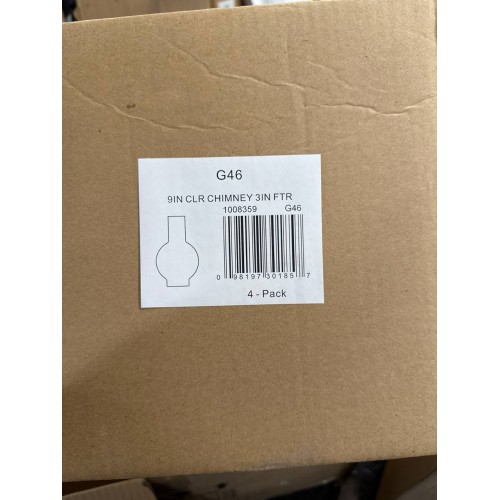 G46
9IN CLR CHIMNEY 3IN FTR
1008359 G46
0 98197 30185 7
4 - Pack